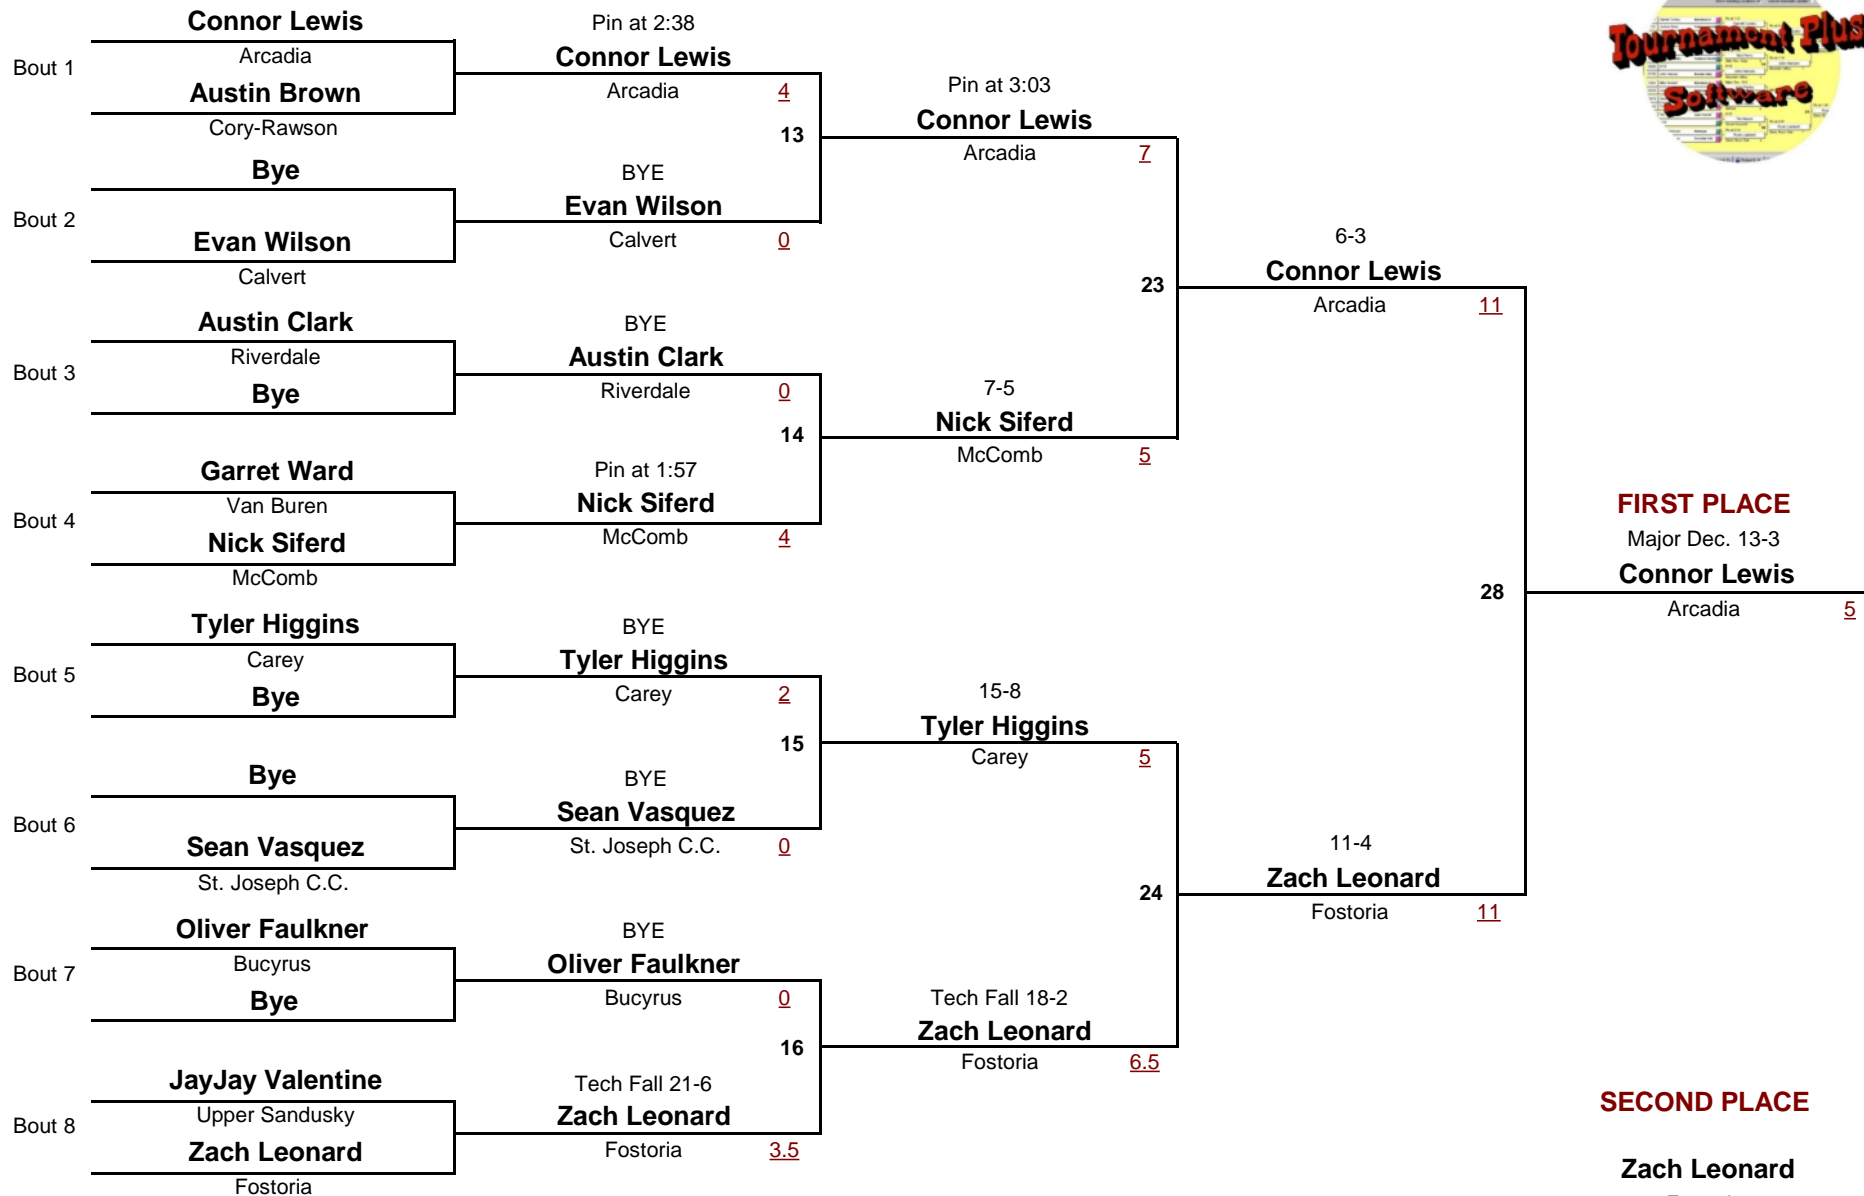 Connor Lewis
Arcadia
Bout 1
Austin Brown
Cory-Rawson
Bye
Bout 2
Evan Wilson
Calvert
Austin Clark
Riverdale
Bout 3
Bye
Garret Ward
Van Buren
Bout 4
Nick Siferd
McComb
Tyler Higgins
Carey
Bout 5
Bye
Bye
Bout 6
Sean Vasquez
St. Joseph C.C.
Oliver Faulkner
Bucyrus
Bout 7
Bye
JayJay Valentine
Upper Sandusky
Bout 8
Zach Leonard
Fostoria
Pin at 2:38
Connor Lewis
Arcadia 4
13
BYE
Evan Wilson
Calvert 0
BYE
Austin Clark
Riverdale 0
14
Pin at 1:57
Nick Siferd
McComb 4
BYE
Tyler Higgins
Carey 2
15
BYE
Sean Vasquez
St. Joseph C.C. 0
BYE
Oliver Faulkner
Bucyrus 0
16
Tech Fall 21-6
Zach Leonard
Fostoria 3.5
Pin at 3:03
Connor Lewis
Arcadia 7
23
7-5
Nick Siferd
McComb 5
15-8
Tyler Higgins
Carey 5
24
Tech Fall 18-2
Zach Leonard
Fostoria 6.5
6-3
Connor Lewis
Arcadia 11
28
11-4
Zach Leonard
Fostoria 11
Tournament Plus
Software
FIRST PLACE
Major Dec. 13-3
Connor Lewis
Arcadia 5
SECOND PLACE
Zach Leonard